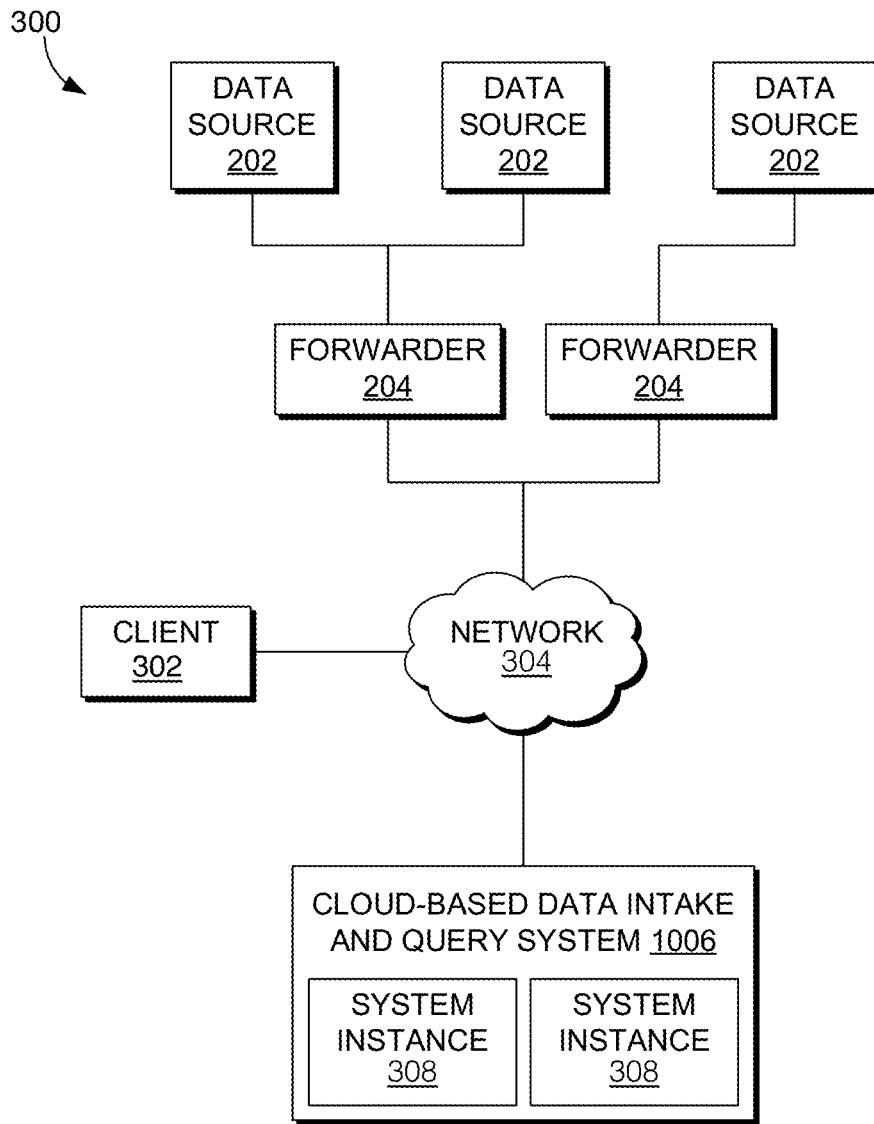 300
DATA
SOURCE
202
DATA
SOURCE
202
DATA
SOURCE
202
FORWARDER
204
FORWARDER
204
CLIENT
302
NETWORK
304
CLOUD-BASED DATA INTAKE
AND QUERY SYSTEM 1006
SYSTEM
INSTANCE
308
SYSTEM
INSTANCE
308